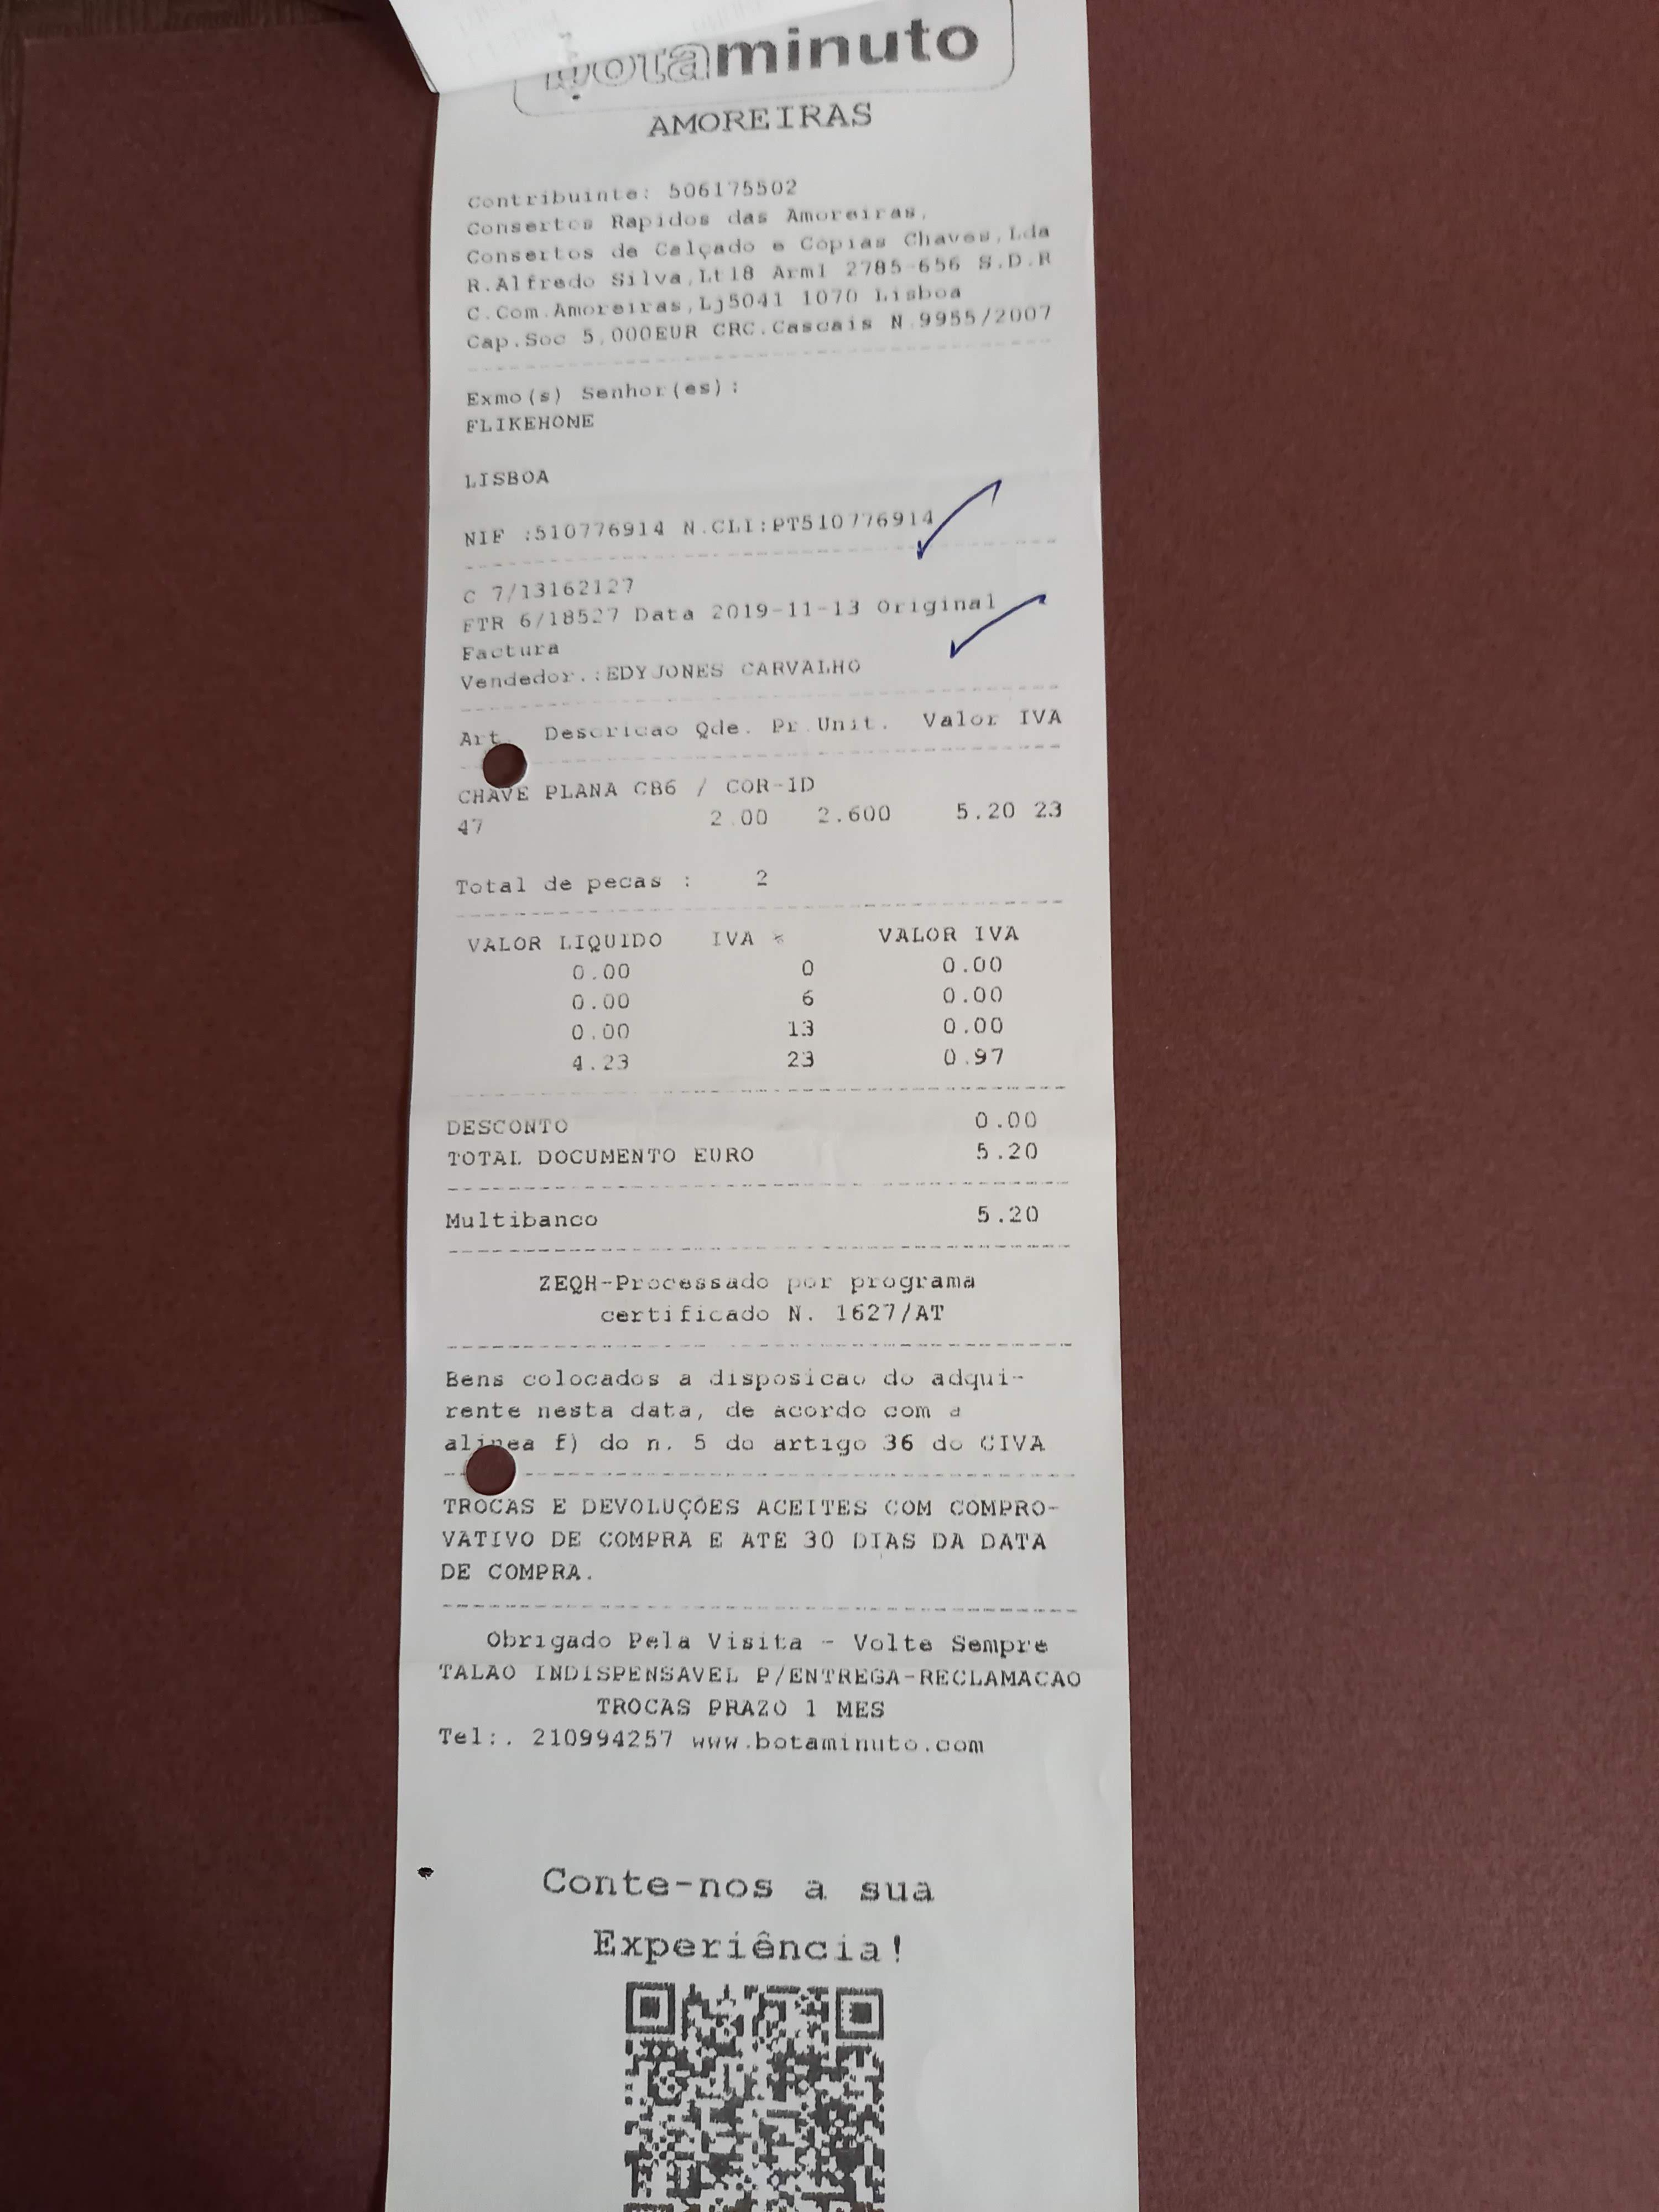 botaminuto
AMOREIRAS
Contribuinte: 506175502
Consertos Rapidos das Amoreiras,
Consertos de Calçado e Copias Chaves,Lda
R.Alfredo Silva,Lt18 Arm1 2785-656 S.D.R
C.Com.Amoreiras,Lj5041 1070 Lisboa
Cap.Soc 5,000EUR CRC.Cascais N.9955/2007
Exmo(s) Senhor(es):
FLIKEHOME
LISBOA
NIF :510776914 N.CLI:PT510776914
C 7/13162127
FTR 6/18527 Data 2019-11-13 Original
Factura
Vendedor.:EDYJONES CARVALHO
Art. Descricao Qde. Pr.Unit. Valor IVA
CHAVE PLANA CB6 / COR-1D
47 2.00 2.600 5.20 23
Total de pecas : 2
VALOR LIQUIDO IVA % VALOR IVA
0.00 0 0.00
0.00 6 0.00
0.00 13 0.00
4.23 23 0.97
DESCONTO 0.00
TOTAL DOCUMENTO EURO 5.20
Multibanco 5.20
ZEQH-Processado por programa
certificado N. 1627/AT
Bens colocados a disposicao do adqui-
rente nesta data, de acordo com a
alinea f) do n. 5 do artigo 36 do CIVA
TROCAS E DEVOLUÇÕES ACEITES COM COMPRO-
VATIVO DE COMPRA E ATE 30 DIAS DA DATA
DE COMPRA.
Obrigado Pela Visita - Volte Sempre
TALAO INDISPENSAVEL P/ENTREGA-RECLAMACAO
TROCAS PRAZO 1 MES
Tel:. 210994257 www.botaminuto.com
Conte-nos a sua
Experiência!